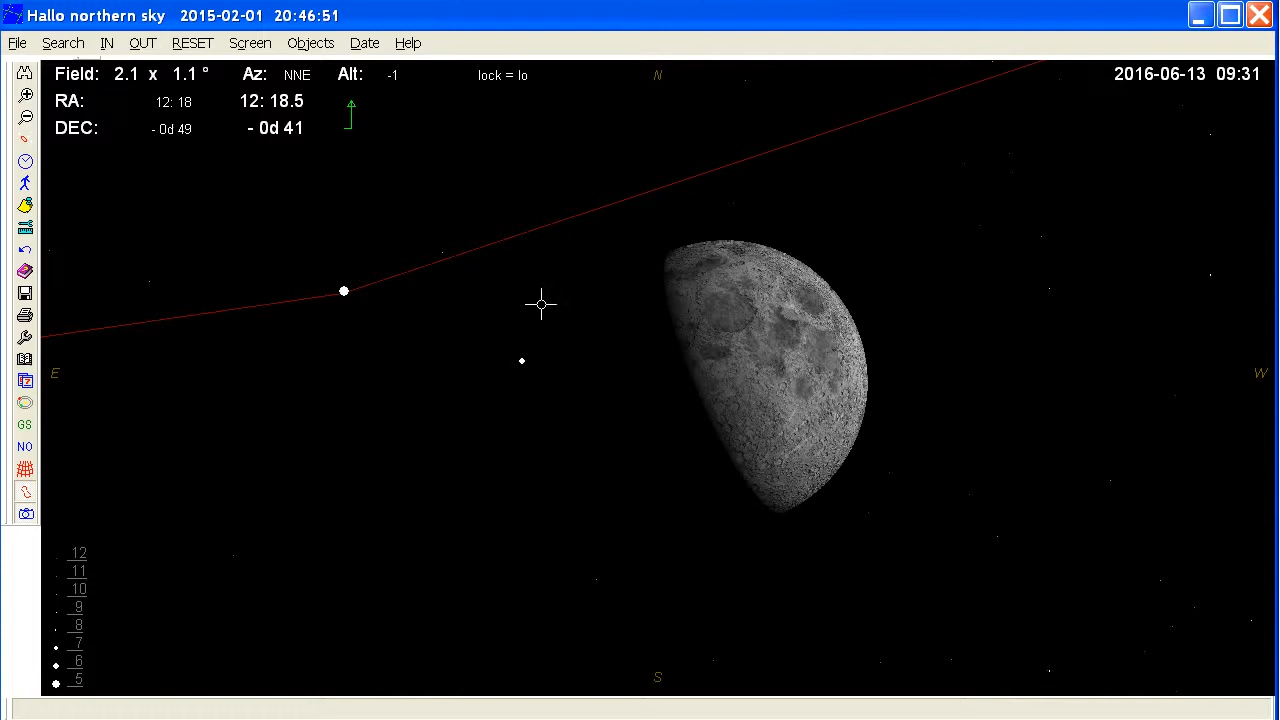 Hallo northern sky 2015-02-01 20:46:51
File Search IN OUT RESET Screen Objects Date Help
Field: 2.1 x 1.1 ° Az: NNE Alt: -1 lock = lo N 2016-06-13 09:31
RA: 12: 18 12: 18.5
DEC: - 0d 49 - 0d 41
E W
GS
NO
12
11
10
9
8
7
6
5
S